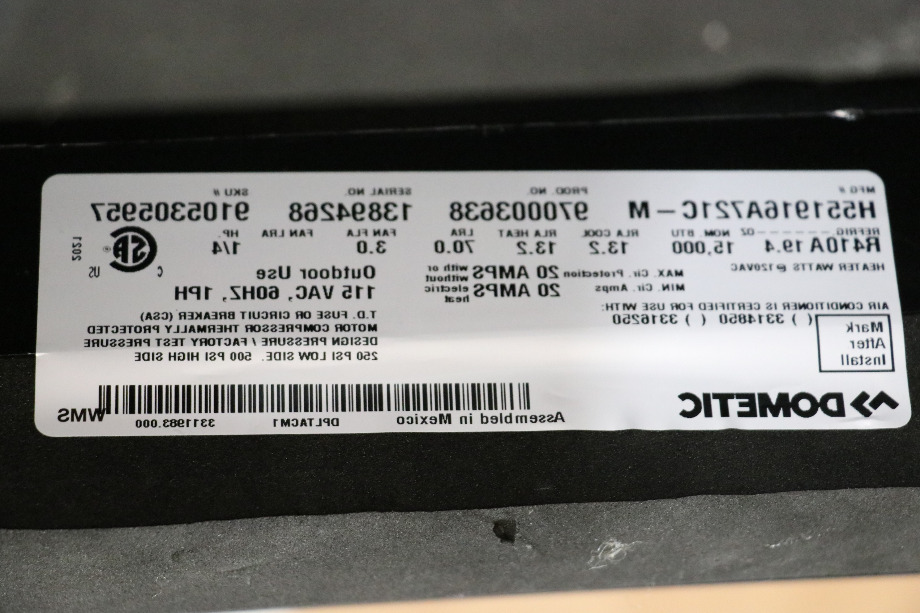 MFG # PROD. NO. SERIAL NO. SKU #
H551916A721C-M 970003638 13894268 9105305957
REFRIG. OZ NOM BTU RLA COOL RLA HEAT LRA FAN FLA FAN LRA HP.
R410A 19.4 15,000 13.2 13.2 70.0 3.0 1/4
HEATER WATTS @ 120VAC
MAX. Cir. Protection 20 AMPS with or without electric heat
MIN. Cir. Amps 20 AMPS
Outdoor Use
115 VAC, 60HZ, 1PH
C SA US
2021
AIR CONDITIONER IS CERTIFIED FOR USE WITH:
( ) 3314850 ( ) 3316250
T.D. FUSE OR CIRCUIT BREAKER (CSA)
MOTOR COMPRESSOR THERMALLY PROTECTED
DESIGN PRESSURE / FACTORY TEST PRESSURE
250 PSI LOW SIDE. 500 PSI HIGH SIDE
Mark
After
Install
DOMETIC
Assembled in Mexico DPLTACM1 3311983.000
WMS